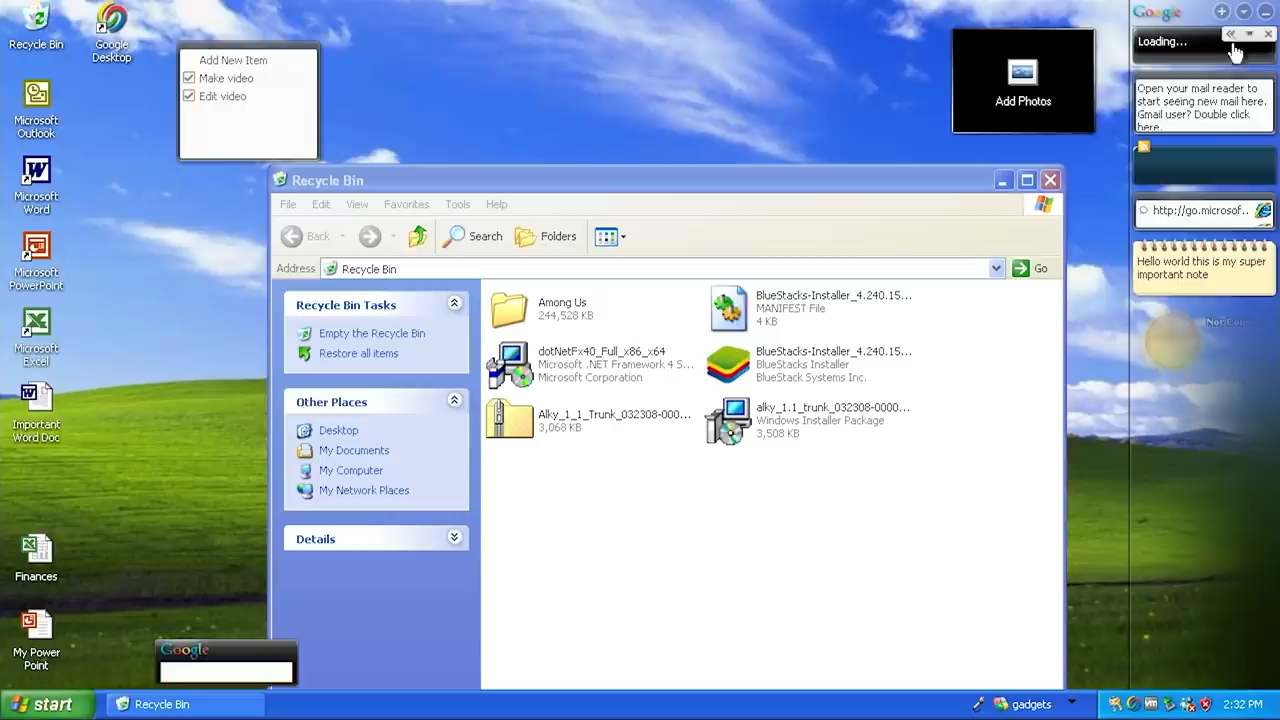 Recycle Bin
Google
Desktop
Microsoft
Outlook
Microsoft
Word
Microsoft
PowerPoint
Microsoft
Excel
Important
Word Doc
Finances
My Power
Point
Add New Item
Make video
Edit video
Add Photos
Google
Loading...
Open your mail reader to
start seeing new mail here.
Gmail user? Double click
here.
http://go.microsof...
Hello world this is my super
important note
Recycle Bin
File Edit View Favorites Tools Help
Back Search Folders
Address Recycle Bin Go
Recycle Bin Tasks
Empty the Recycle Bin
Restore all items
Other Places
Desktop
My Documents
My Computer
My Network Places
Details
Among Us
244,528 KB
BlueStacks-Installer_4.240.15...
MANIFEST File
4 KB
dotNetFx40_Full_x86_x64
Microsoft .NET Framework 4 S...
Microsoft Corporation
BlueStacks-Installer_4.240.15...
BlueStacks Installer
BlueStack Systems Inc.
Alky_1_1_Trunk_032308-000...
3,068 KB
alky_1.1_trunk_032308-0000...
Windows Installer Package
3,508 KB
Google
start Recycle Bin gadgets 2:32 PM